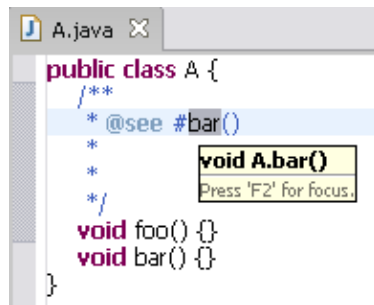 A.java
public class A {
/**
* @see #bar()
*
*
*/
void foo() {}
void bar() {}
}
void A.bar()
Press 'F2' for focus.